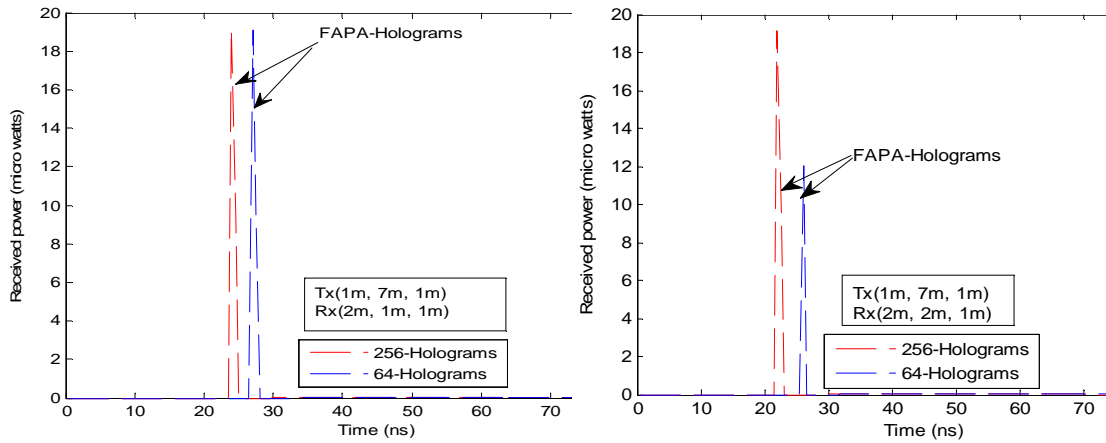 20
18
16
14
12
10
8
6
4
2
0
Received power (micro watts)
FAPA-Holograms
Tx(1m, 7m, 1m)
Rx(2m, 1m, 1m)
256-Holograms
64-Holograms
0 10 20 30 40 50 60 70
Time (ns)
20
18
16
14
12
10
8
6
4
2
0
Received power (micro watts)
FAPA-Holograms
Tx(1m, 7m, 1m)
Rx(2m, 2m, 1m)
256-Holograms
64-Holograms
0 10 20 30 40 50 60 70
Time (ns)